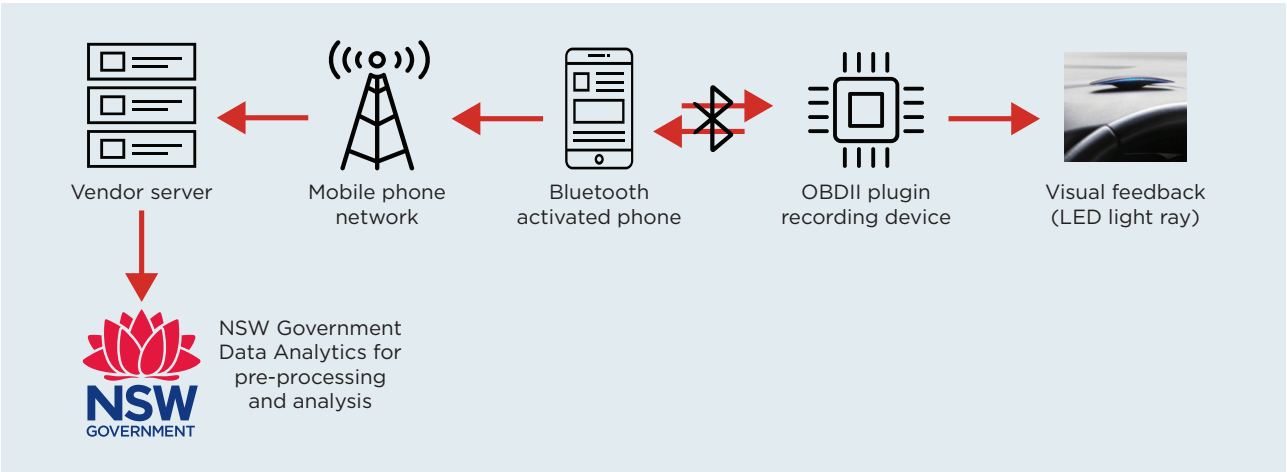 Vendor server
Mobile phone
network
Bluetooth
activated phone
OBDII plugin
recording device
Visual feedback
(LED light ray)
NSW
GOVERNMENT
NSW Government
Data Analytics for
pre-processing
and analysis